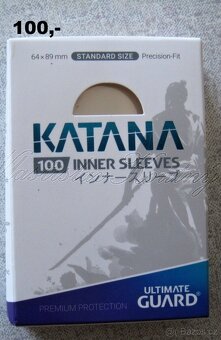 100,-
64 x 89 mm STANDARD SIZE Precision-Fit
KATANA
100 INNER SLEEVES
インナースリーブ
ULTIMATE
GUARD®
PREMIUM PROTECTION